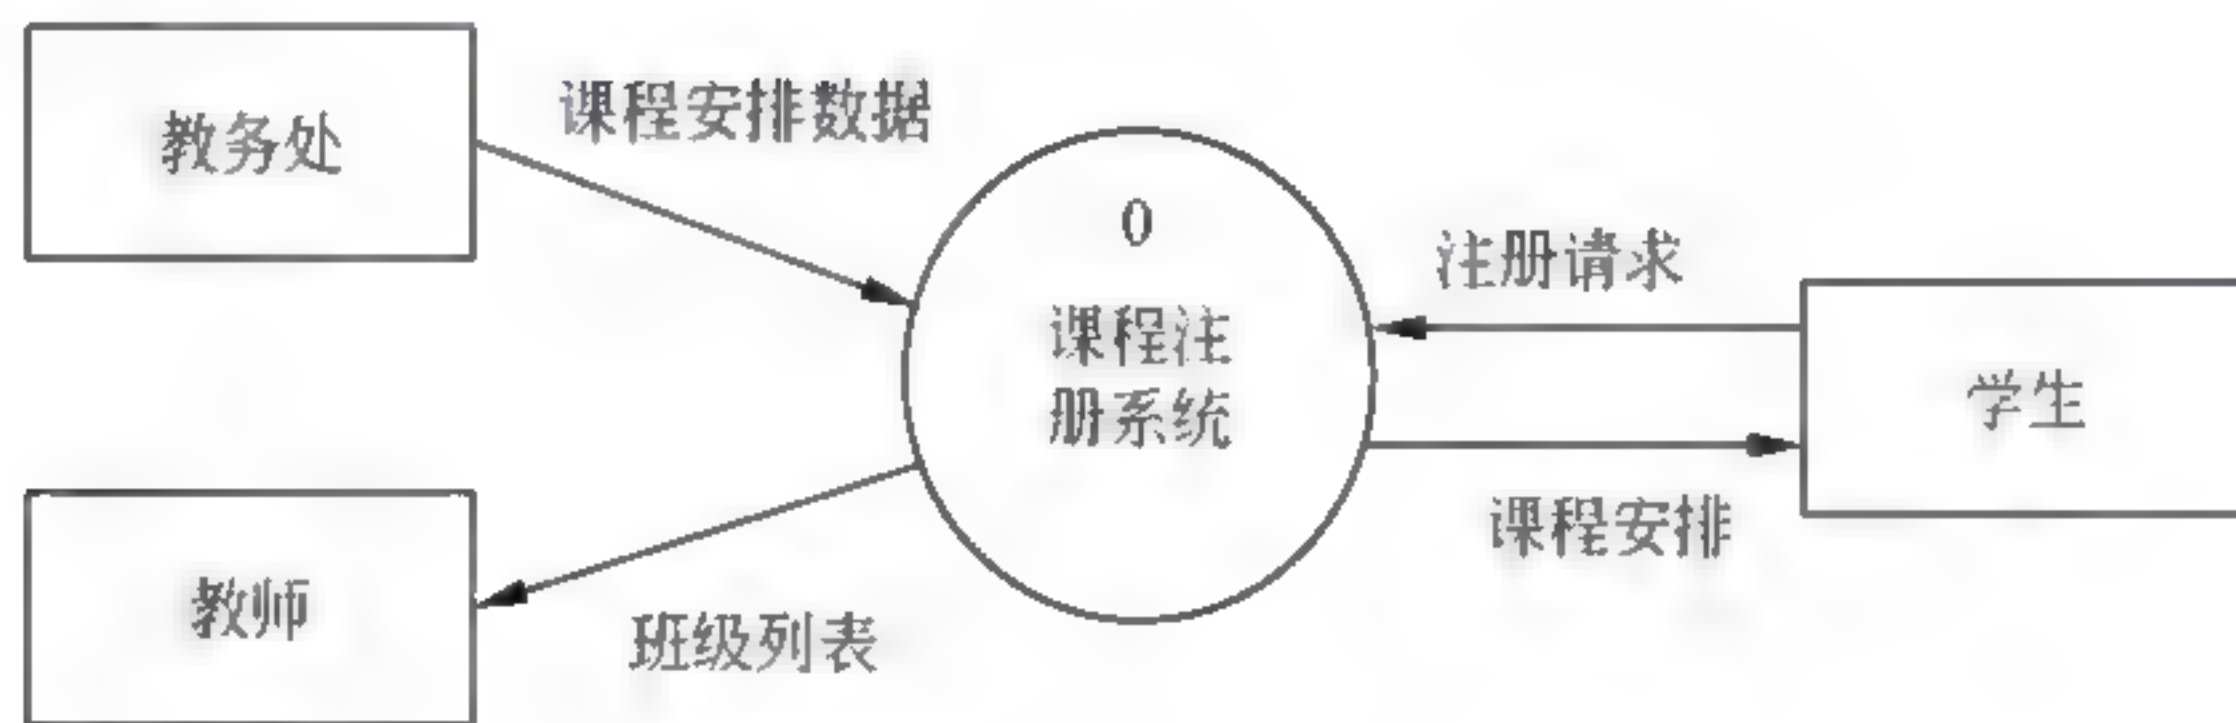 教务处
课程安排数据
0
课程注
册系统
注册请求
学生
课程安排
教师
班级列表